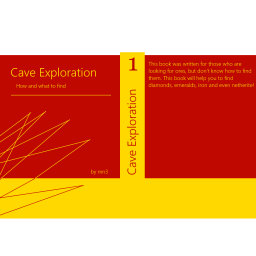 Cave Exploration
How and what to find
by mn3
1
Cave Exploration
This book was written for those who are
looking for ores, but don't know how to find
them. This book will help you to find
diamonds, emeralds, iron and even netherite!